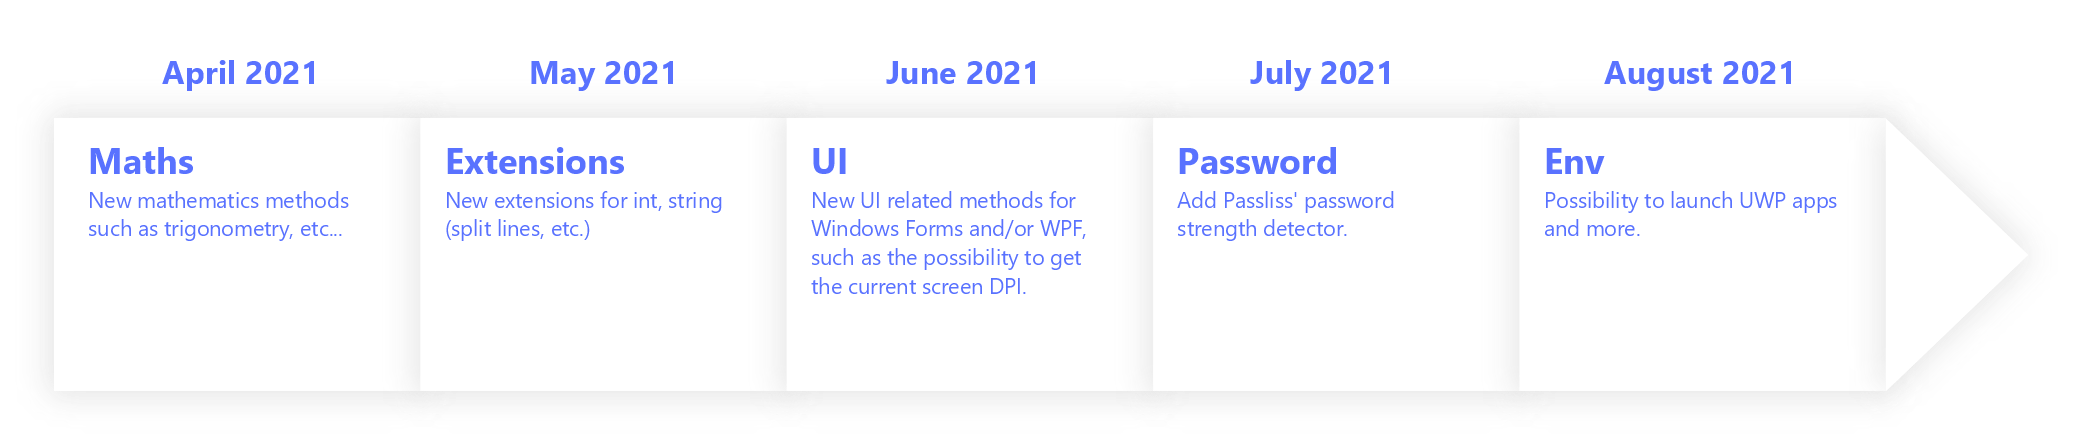 April 2021
May 2021
June 2021
July 2021
August 2021
Maths
New mathematics methods
such as trigonometry, etc...
Extensions
New extensions for int, string
(split lines, etc.)
UI
New UI related methods for
Windows Forms and/or WPF,
such as the possibility to get
the current screen DPI.
Password
Add Passliss' password
strength detector.
Env
Possibility to launch UWP apps
and more.